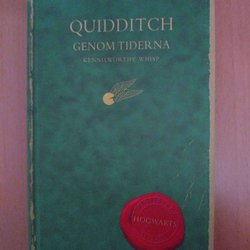 QUIDDITCH
GENOM TIDERNA
KENNILWORTHY WHISP
HOGWARTS